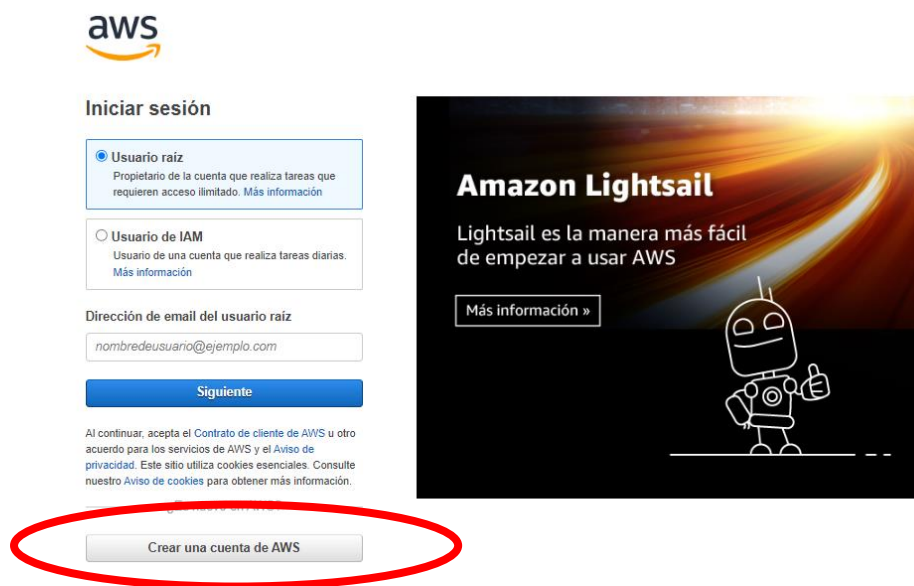 aws
Iniciar sesión
Usuario raíz
Propietario de la cuenta que realiza tareas que
requieren acceso ilimitado. Más información
Usuario de IAM
Usuario de una cuenta que realiza tareas diarias.
Más información
Dirección de email del usuario raíz
nombredeusuario@ejemplo.com
Siguiente
Al continuar, acepta el Contrato de cliente de AWS u otro
acuerdo para los servicios de AWS y el Aviso de
privacidad. Este sitio utiliza cookies esenciales. Consulte
nuestro Aviso de cookies para obtener más información.
Crear una cuenta de AWS
Amazon Lightsail
Lightsail es la manera más fácil
de empezar a usar AWS
Más información »